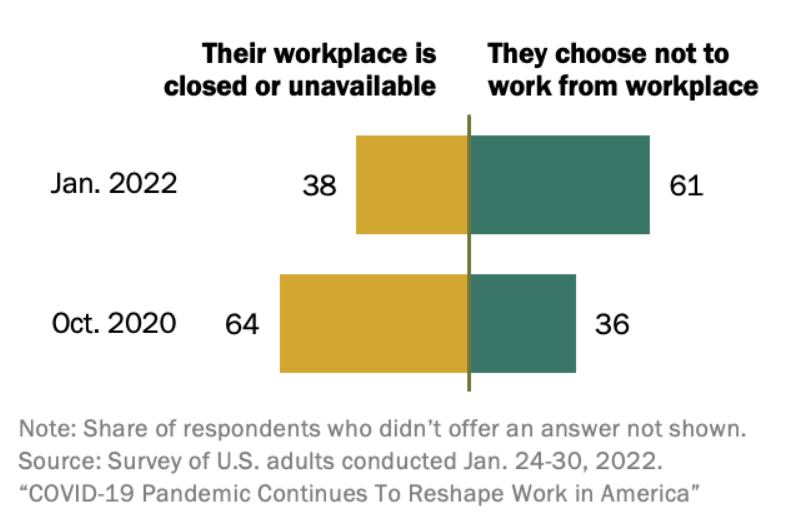 Their workplace is
closed or unavailable
They choose not to
work from workplace
Jan. 2022
38
61
Oct. 2020
64
36
Note: Share of respondents who didn’t offer an answer not shown.
Source: Survey of U.S. adults conducted Jan. 24-30, 2022.
“COVID-19 Pandemic Continues To Reshape Work in America”